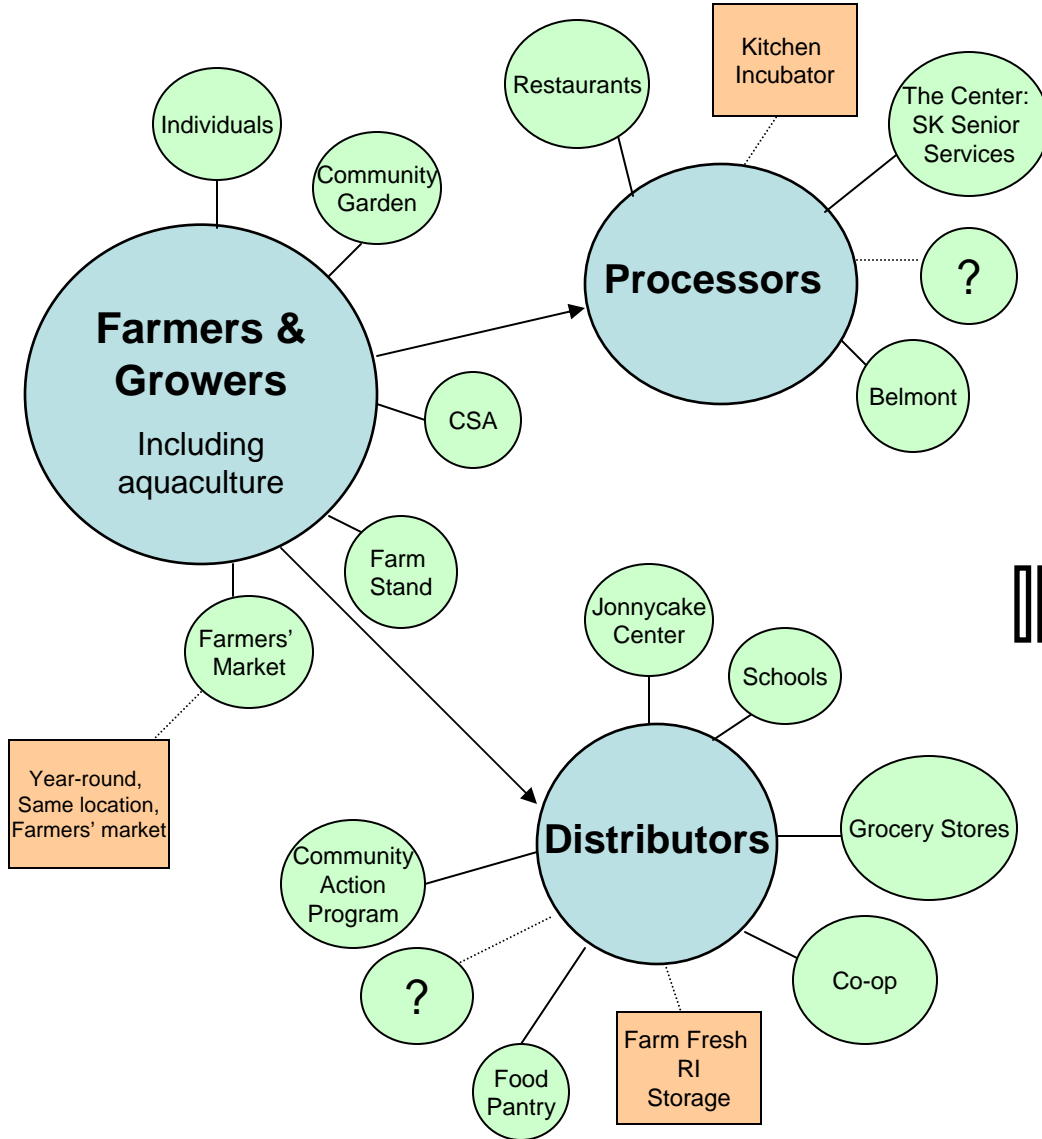 Individuals
Community
Garden
Farmers &
Growers
Including
aquaculture
CSA
Farm
Stand
Farmers'
Market
Year-round,
Same location,
Farmers' market
Restaurants
Kitchen
Incubator
The Center:
SK Senior
Services
Processors
?
Belmont
Jonnycake
Center
Schools
Distributors
Grocery Stores
Community
Action
Program
?
Co-op
Food
Pantry
Farm Fresh
RI
Storage